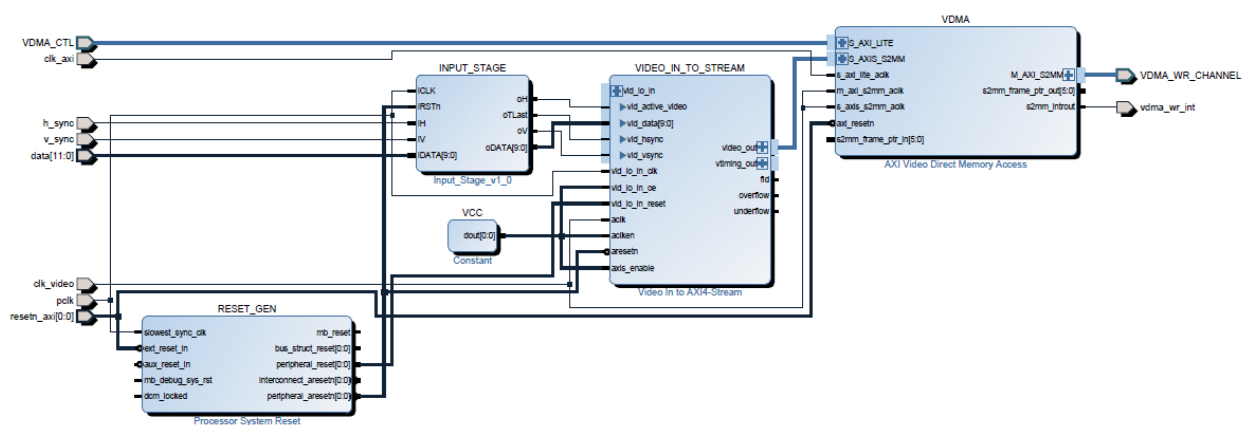 VDMA
VDMA_CTL
clk_axi
h_sync
v_sync
data[11:0]
clk_video
pclk
resetn_axi[0:0]
INPUT_STAGE
ICLK
IRSTn
IH
IV
IDATA[9:0]
oH
oTLast
oV
oDATA[9:0]
Input_Stage_v1_0
VCC
dout[0:0]
Constant
RESET_GEN
slowest_sync_clk
ext_reset_in
aux_reset_in
mb_debug_sys_rst
dcm_locked
mb_reset
bus_struct_reset[0:0]
peripheral_reset[0:0]
interconnect_aresetn[0:0]
peripheral_aresetn[0:0]
Processor System Reset
VIDEO_IN_TO_STREAM
vid_io_in
vid_active_video
vid_data[9:0]
vid_hsync
vid_vsync
vid_io_in_clk
vid_io_in_ce
vid_io_in_reset
aclk
aclken
aresetn
axis_enable
video_out
vtiming_out
fid
overflow
underflow
Video In to AXI4-Stream
S_AXI_LITE
S_AXIS_S2MM
s_axi_lite_aclk
m_axi_s2mm_aclk
s_axis_s2mm_aclk
axi_resetn
s2mm_frame_ptr_in[5:0]
M_AXI_S2MM
s2mm_frame_ptr_out[5:0]
s2mm_introut
AXI Video Direct Memory Access
VDMA_WR_CHANNEL
vdma_wr_int